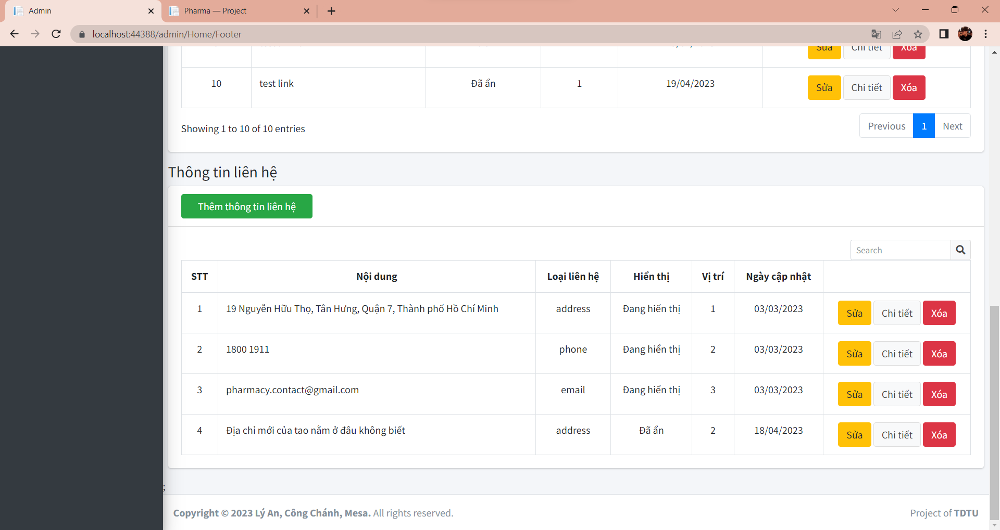 Admin
Pharma — Project
localhost:44388/admin/Home/Footer
Sửa Chi tiết Xóa
10 test link Đã ẩn 1 19/04/2023 Sửa Chi tiết Xóa
Showing 1 to 10 of 10 entries
Previous 1 Next
Thông tin liên hệ
Thêm thông tin liên hệ
Search
STT Nội dung Loại liên hệ Hiển thị Vị trí Ngày cập nhật
1 19 Nguyễn Hữu Thọ, Tân Hưng, Quận 7, Thành phố Hồ Chí Minh address Đang hiển thị 1 03/03/2023 Sửa Chi tiết Xóa
2 1800 1911 phone Đang hiển thị 2 03/03/2023 Sửa Chi tiết Xóa
3 pharmacy.contact@gmail.com email Đang hiển thị 3 03/03/2023 Sửa Chi tiết Xóa
4 Địa chỉ mới của tao nằm ở đâu không biết address Đã ẩn 2 18/04/2023 Sửa Chi tiết Xóa
;
Copyright © 2023 Lý An, Công Chánh, Mesa. All rights reserved.
Project of TDTU